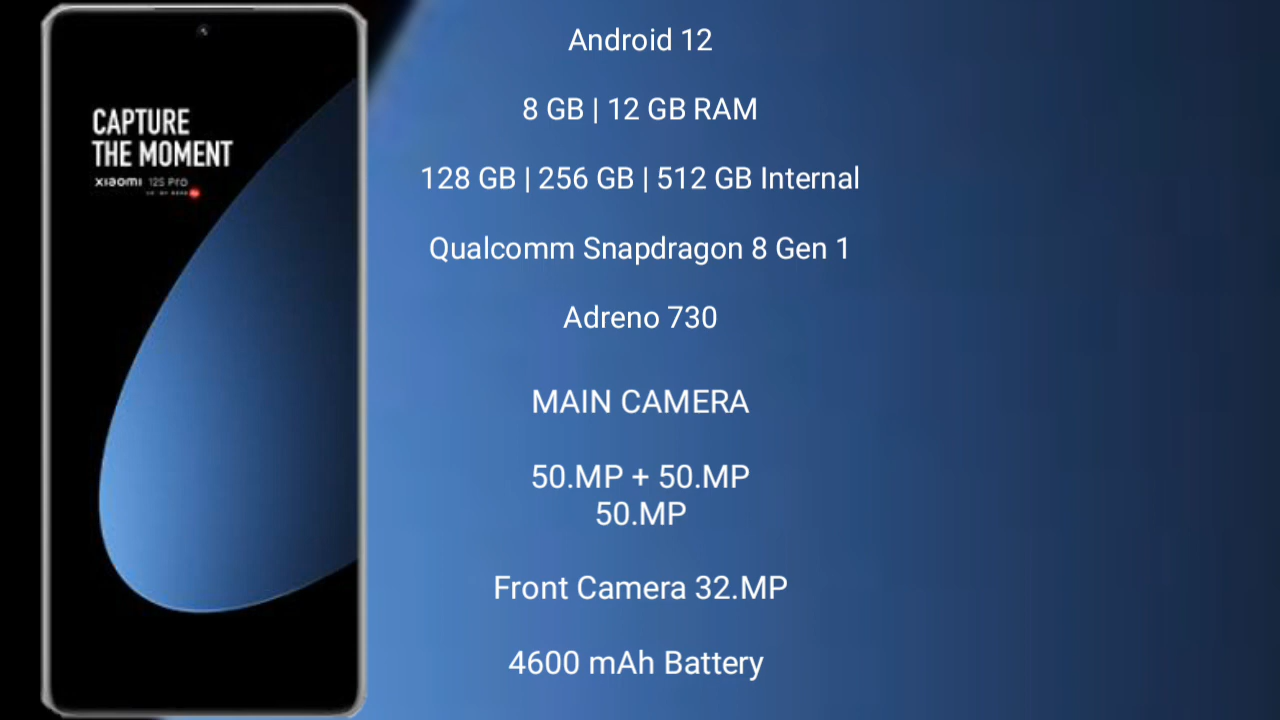 CAPTURE
THE MOMENT
xiaomi 12S Pro
Android 12
8 GB | 12 GB RAM
128 GB | 256 GB | 512 GB Internal
Qualcomm Snapdragon 8 Gen 1
Adreno 730
MAIN CAMERA
50.MP + 50.MP
50.MP
Front Camera 32.MP
4600 mAh Battery